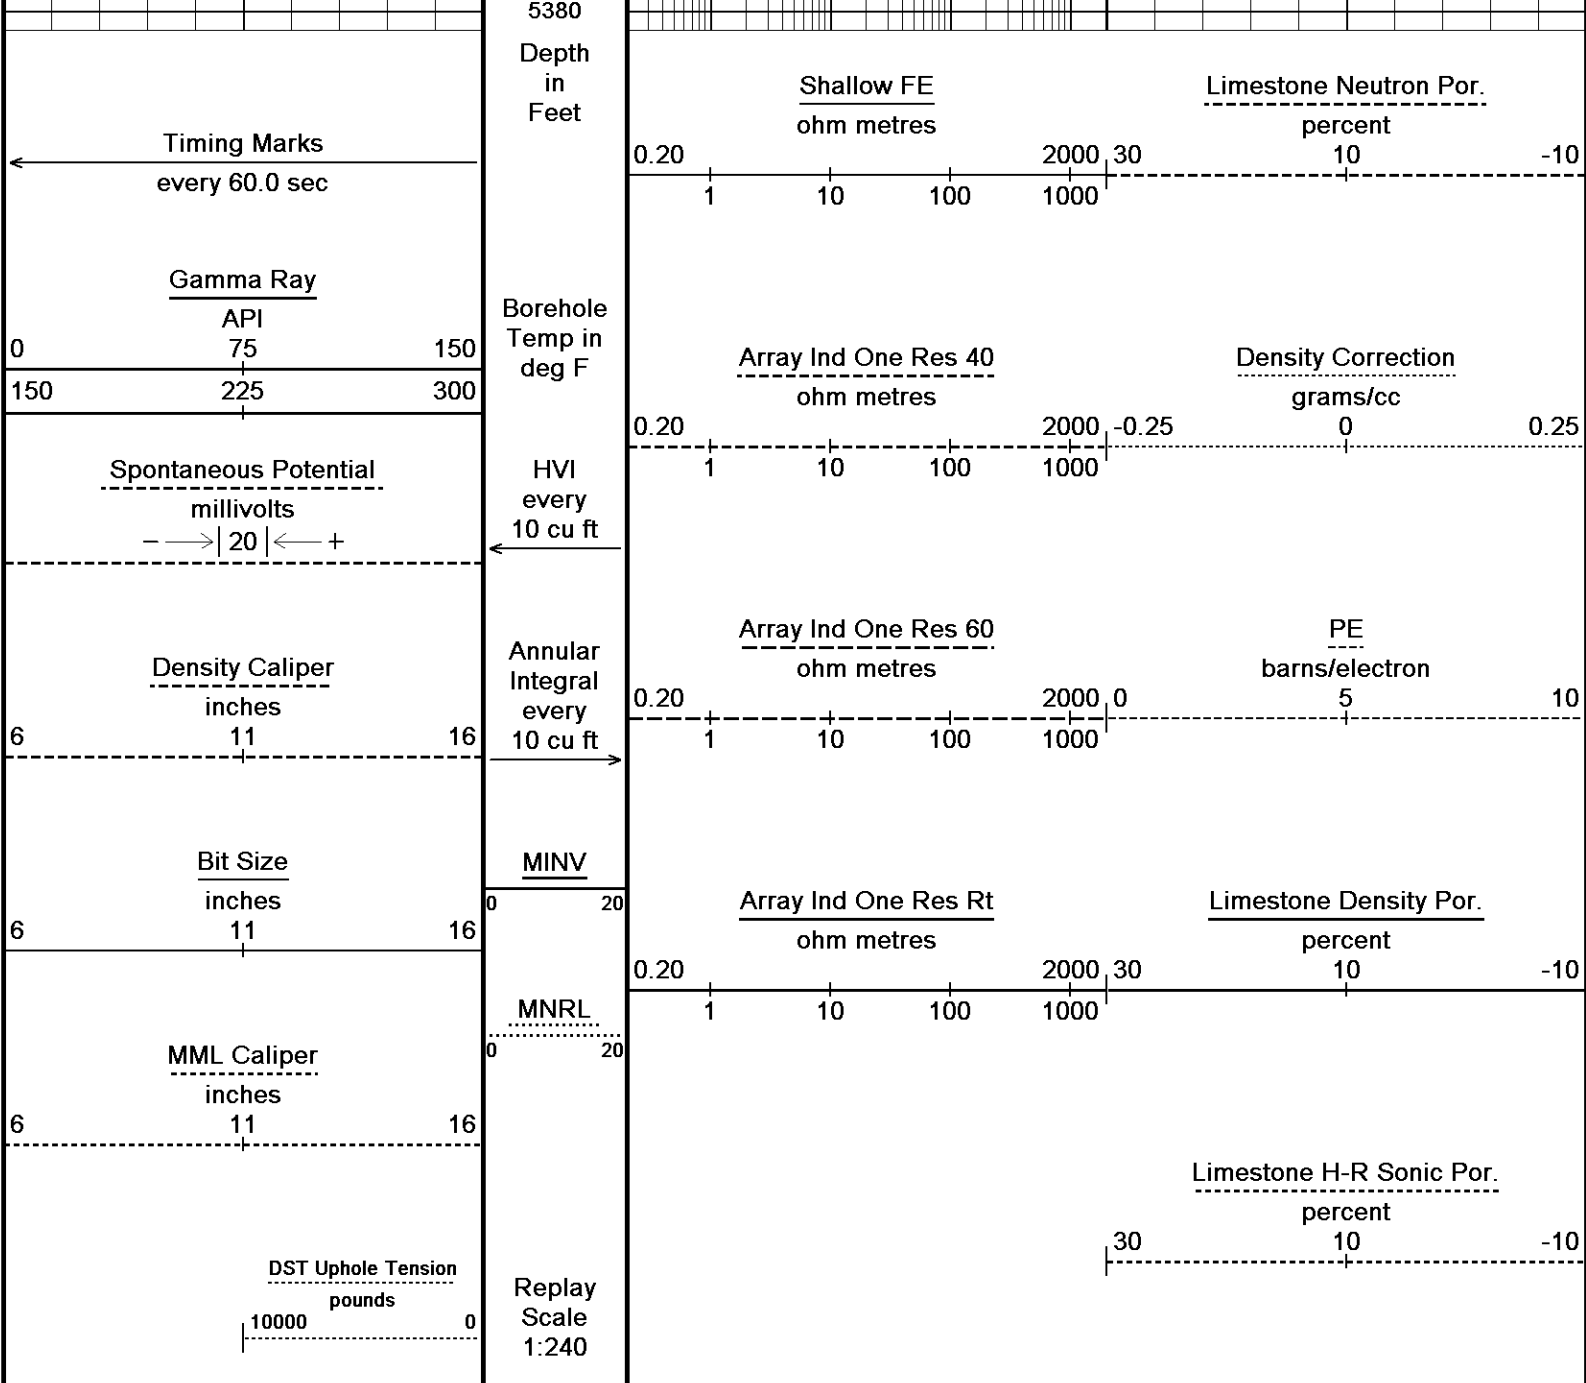 5380
Depth
in
Feet
Timing Marks
every 60.0 sec
Gamma Ray
API
0 75 150
150 225 300
Spontaneous Potential
millivolts
− → | 20 | ← +
Density Caliper
inches
6 11 16
Bit Size
inches
6 11 16
MML Caliper
inches
6 11 16
DST Uphole Tension
pounds
10000 0
Borehole
Temp in
deg F
HVI
every
10 cu ft
Annular
Integral
every
10 cu ft
MINV
0 20
MNRL
0 20
Replay
Scale
1:240
Shallow FE
ohm metres
0.20 2000
1 10 100 1000
Array Ind One Res 40
ohm metres
0.20 2000
1 10 100 1000
Array Ind One Res 60
ohm metres
0.20 2000
1 10 100 1000
Array Ind One Res Rt
ohm metres
0.20 2000
1 10 100 1000
Limestone Neutron Por.
percent
30 10 -10
Density Correction
grams/cc
-0.25 0 0.25
PE
barns/electron
0 5 10
Limestone Density Por.
percent
30 10 -10
Limestone H-R Sonic Por.
percent
30 10 -10